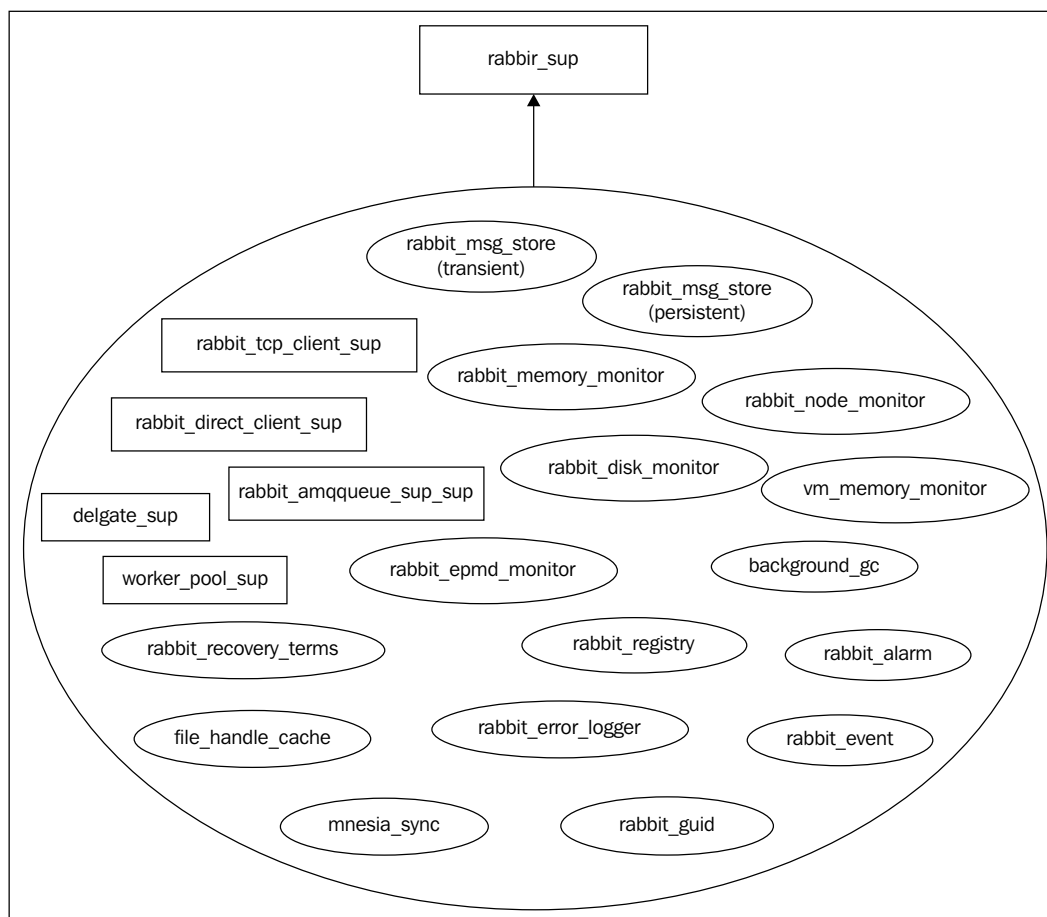 rabbir_sup
rabbit_msg_store
(transient)
rabbit_msg_store
(persistent)
rabbit_tcp_client_sup
rabbit_memory_monitor
rabbit_node_monitor
rabbit_direct_client_sup
rabbit_disk_monitor
rabbit_amqqueue_sup_sup
vm_memory_monitor
delgate_sup
worker_pool_sup
rabbit_epmd_monitor
background_gc
rabbit_recovery_terms
rabbit_registry
rabbit_alarm
file_handle_cache
rabbit_error_logger
rabbit_event
mnesia_sync
rabbit_guid